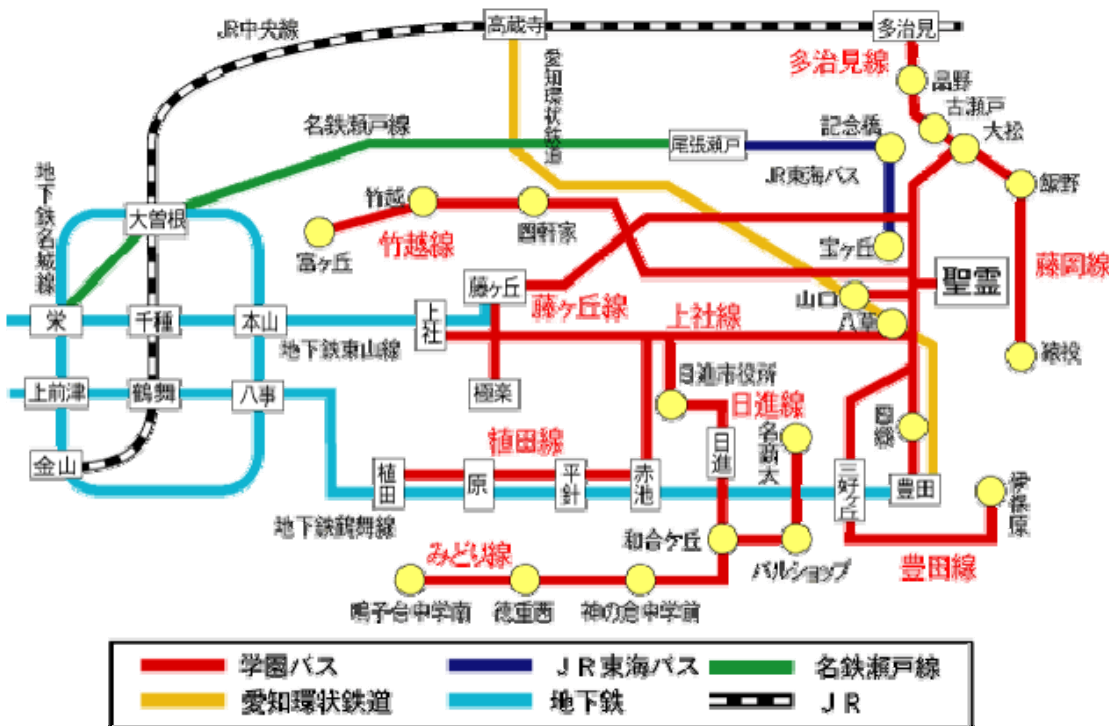 JR中央線
高蔵寺
多治見
多治見線
愛知環状鉄道
品野
古瀬戸
大松
名鉄瀬戸線
尾張瀬戸
記念橋
JR東海バス
飯野
地下鉄名城線
大曽根
竹越
竹越線
富ヶ丘
四軒家
宝ヶ丘
藤岡線
藤ヶ丘
藤ヶ丘線
聖霊
山口
八草
栄
千種
本山
上社
上社線
地下鉄東山線
猿投
上前津
鶴舞
八事
極楽
日進市役所
日進線
金山
植田線
植田
原
平針
赤池
日進
名商大
三好ヶ丘
豊田
地下鉄鶴舞線
和合ケ丘
パルショップ
豊田線
みどり線
鳴子台中学南
徳重西
神の倉中学前
学園バス
JR東海バス
名鉄瀬戸線
愛知環状鉄道
地下鉄
JR